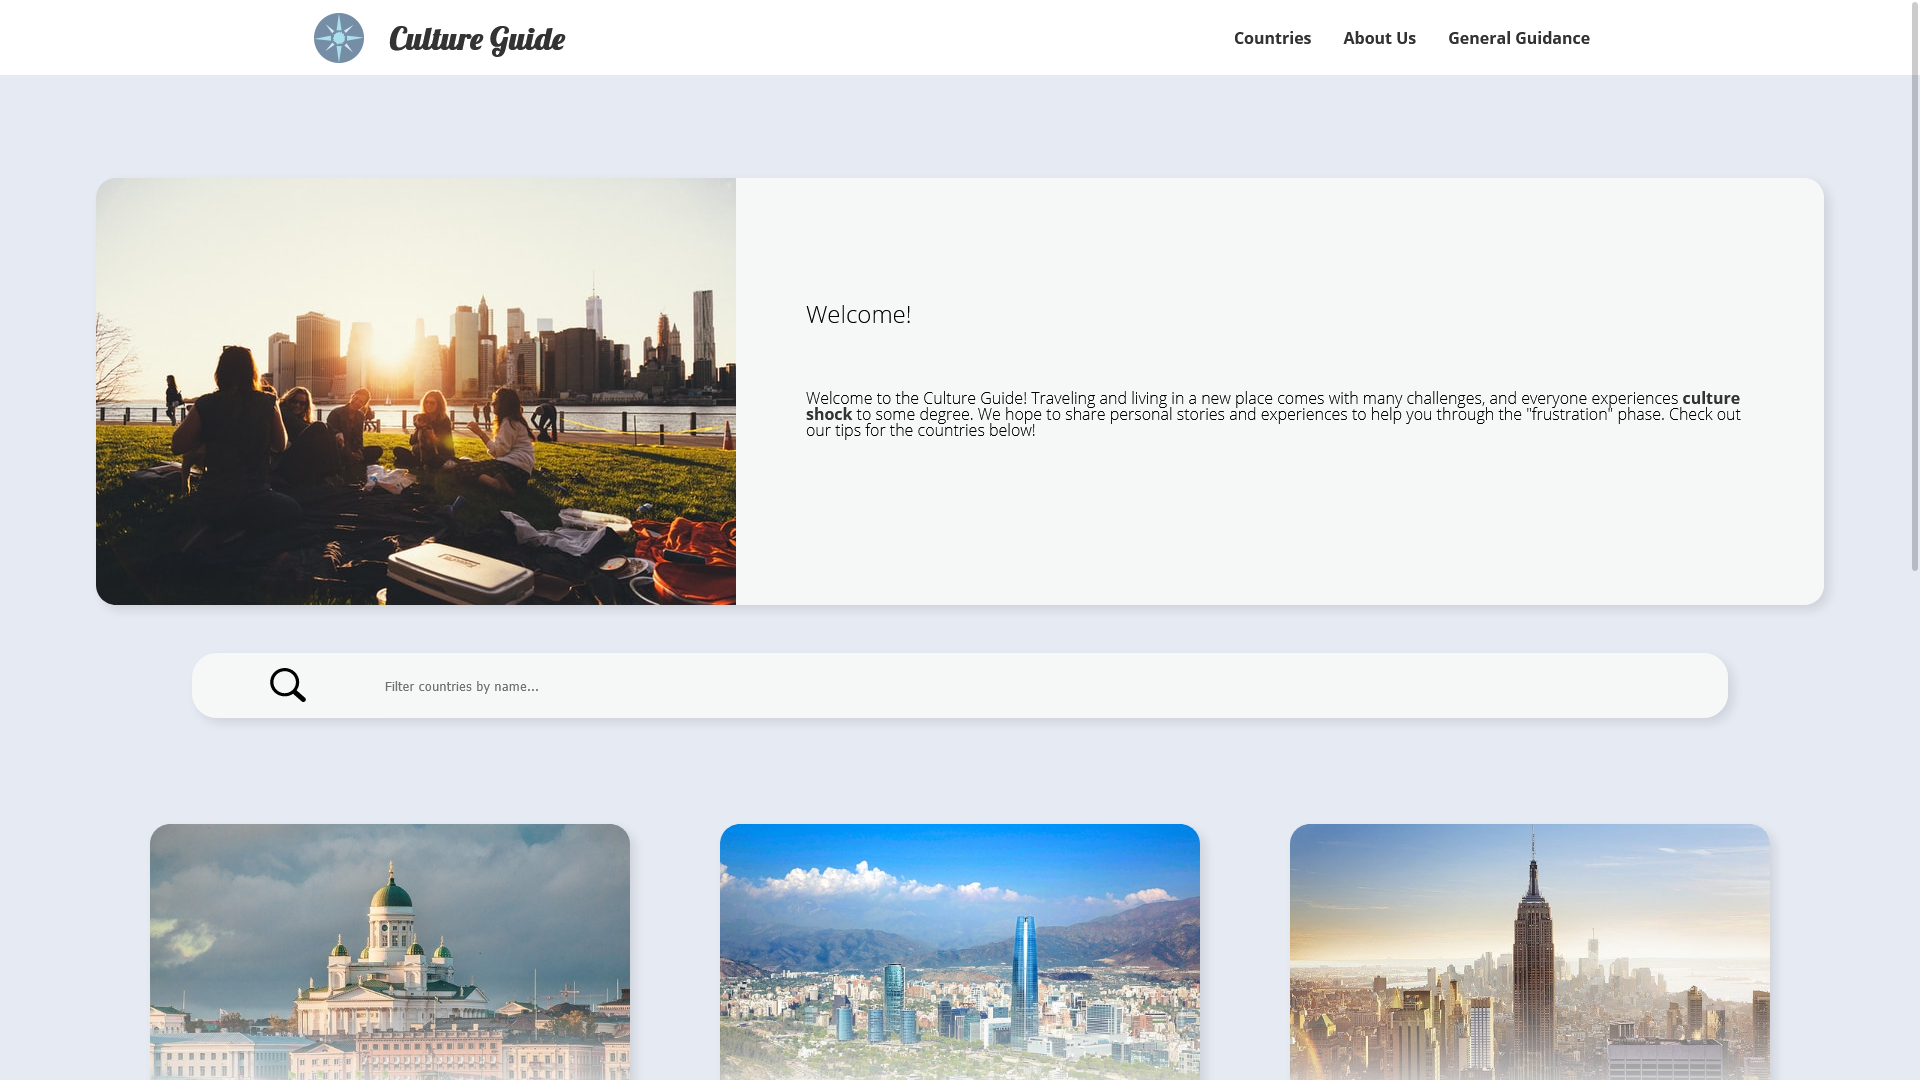 Culture Guide
Countries
About Us
General Guidance
Welcome!
Welcome to the Culture Guide! Traveling and living in a new place comes with many challenges, and everyone experiences culture
shock to some degree. We hope to share personal stories and experiences to help you through the "frustration" phase. Check out
our tips for the countries below!
Filter countries by name...